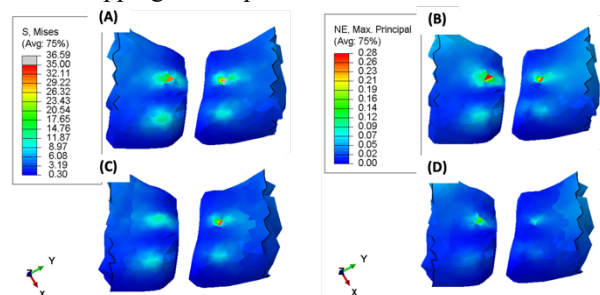 (A)
S, Mises
(Avg: 75%)
36.59
35.00
32.11
29.22
26.32
23.43
20.54
17.65
14.76
11.87
8.97
6.08
3.19
0.30
(B)
NE, Max. Principal
(Avg: 75%)
0.28
0.26
0.23
0.21
0.19
0.16
0.14
0.12
0.09
0.07
0.05
0.02
0.00
(C)
Y
Z
X
(D)
Y
Z
X